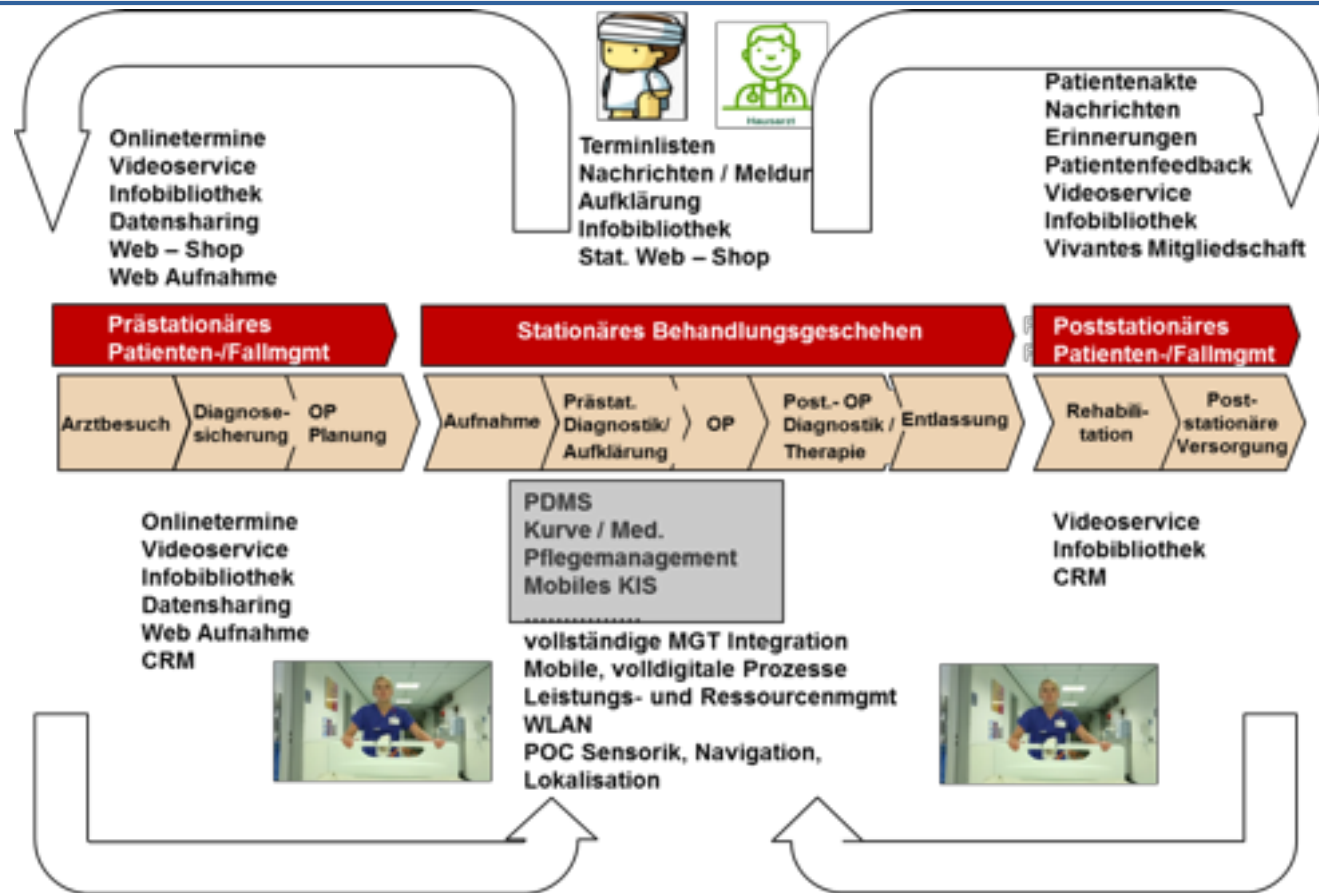 Hausarzt
Onlinetermine
Videoservice
Infobibliothek
Datensharing
Web – Shop
Web Aufnahme
Terminlisten
Nachrichten / Meldur
Aufklärung
Infobibliothek
Stat. Web – Shop
Patientenakte
Nachrichten
Erinnerungen
Patientenfeedback
Videoservice
Infobibliothek
Vivantes Mitgliedschaft
Prästationäres
Patienten-/Fallmgmt
Stationäres Behandlungsgeschehen
Poststationäres
Patienten-/Fallmgmt
Arztbesuch
Diagnose-
sicherung
OP
Planung
Aufnahme
Prästat.
Diagnostik/
Aufklärung
OP
Post.- OP
Diagnostik /
Therapie
Entlassung
Rehabili-
tation
Post-
stationäre
Versorgung
Onlinetermine
Videoservice
Infobibliothek
Datensharing
Web Aufnahme
CRM
PDMS
Kurve / Med.
Pflegemanagement
Mobiles KIS
...............
vollständige MGT Integration
Mobile, volldigitale Prozesse
Leistungs- und Ressourcenmgmt
WLAN
POC Sensorik, Navigation,
Lokalisation
Videoservice
Infobibliothek
CRM